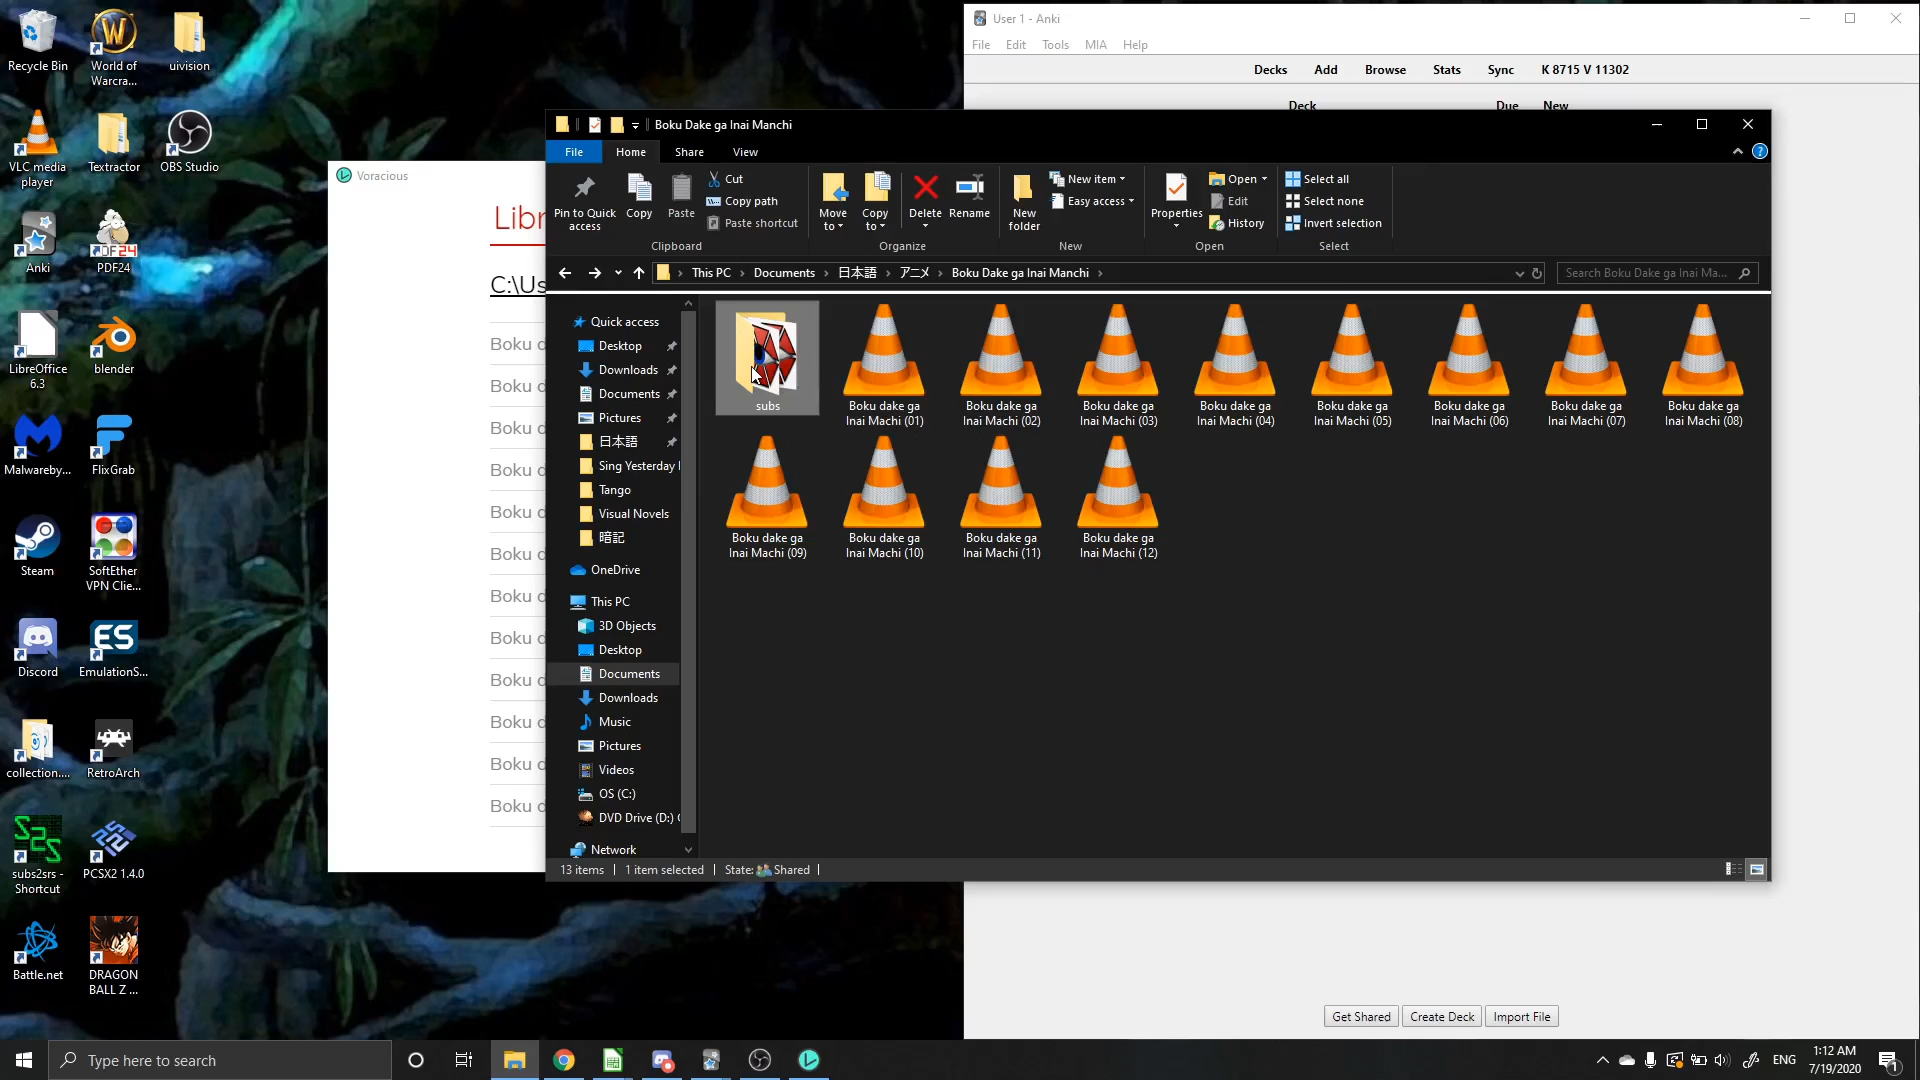 Recycle Bin
World of
Warcra...
uivision
VLC media
player
Textractor
OBS Studio
Anki
PDF24
LibreOffice
6.3
blender
Malwareby...
FlixGrab
Steam
SoftEther
VPN Clie...
Discord
EmulationS...
collection....
RetroArch
subs2srs -
Shortcut
PCSX2 1.4.0
Battle.net
DRAGON
BALL Z ...
Voracious
Libr
C:\Us
Boku d
Boku d
Boku d
Boku d
Boku d
Boku d
Boku d
Boku d
Boku d
Boku d
Boku d
Boku d
User 1 - Anki
File Edit Tools MIA Help
Decks Add Browse Stats Sync K 8715 V 11302
Deck Due New
Boku Dake ga Inai Manchi
File Home Share View
Pin to Quick
access
Copy
Paste
Cut
Copy path
Paste shortcut
Clipboard
Move
to
Copy
to
Delete
Rename
Organize
New
folder
New item
Easy access
New
Properties
Open
Edit
History
Open
Select all
Select none
Invert selection
Select
This PC › Documents › 日本語 › アニメ › Boku Dake ga Inai Manchi ›
Search Boku Dake ga Inai Ma...
Quick access
Desktop
Downloads
Documents
Pictures
日本語
Sing Yesterday
Tango
Visual Novels
暗記
OneDrive
This PC
3D Objects
Desktop
Documents
Downloads
Music
Pictures
Videos
OS (C:)
DVD Drive (D:)
Network
subs
Boku dake ga
Inai Machi (01)
Boku dake ga
Inai Machi (02)
Boku dake ga
Inai Machi (03)
Boku dake ga
Inai Machi (04)
Boku dake ga
Inai Machi (05)
Boku dake ga
Inai Machi (06)
Boku dake ga
Inai Machi (07)
Boku dake ga
Inai Machi (08)
Boku dake ga
Inai Machi (09)
Boku dake ga
Inai Machi (10)
Boku dake ga
Inai Machi (11)
Boku dake ga
Inai Machi (12)
13 items 1 item selected State: Shared
Get Shared Create Deck Import File
Type here to search
ENG
1:12 AM
7/19/2020